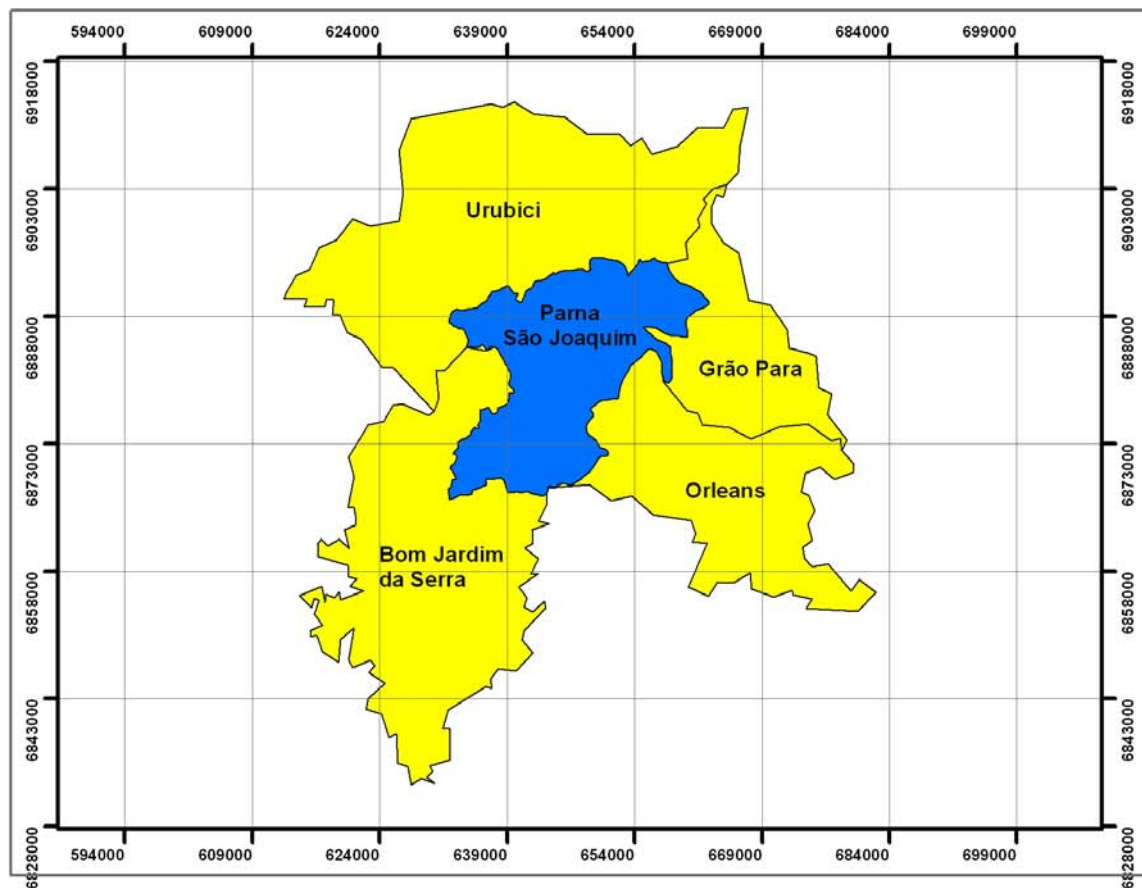 594000 609000 624000 639000 654000 669000 684000 699000
6918000 6918000
6903000 6903000
Urubici
Parna
São Joaquim
6888000 6888000
Grão Para
6873000 6873000
Orleans
Bom Jardim
da Serra
6858000 6858000
6843000 6843000
6828000 6828000
594000 609000 624000 639000 654000 669000 684000 699000